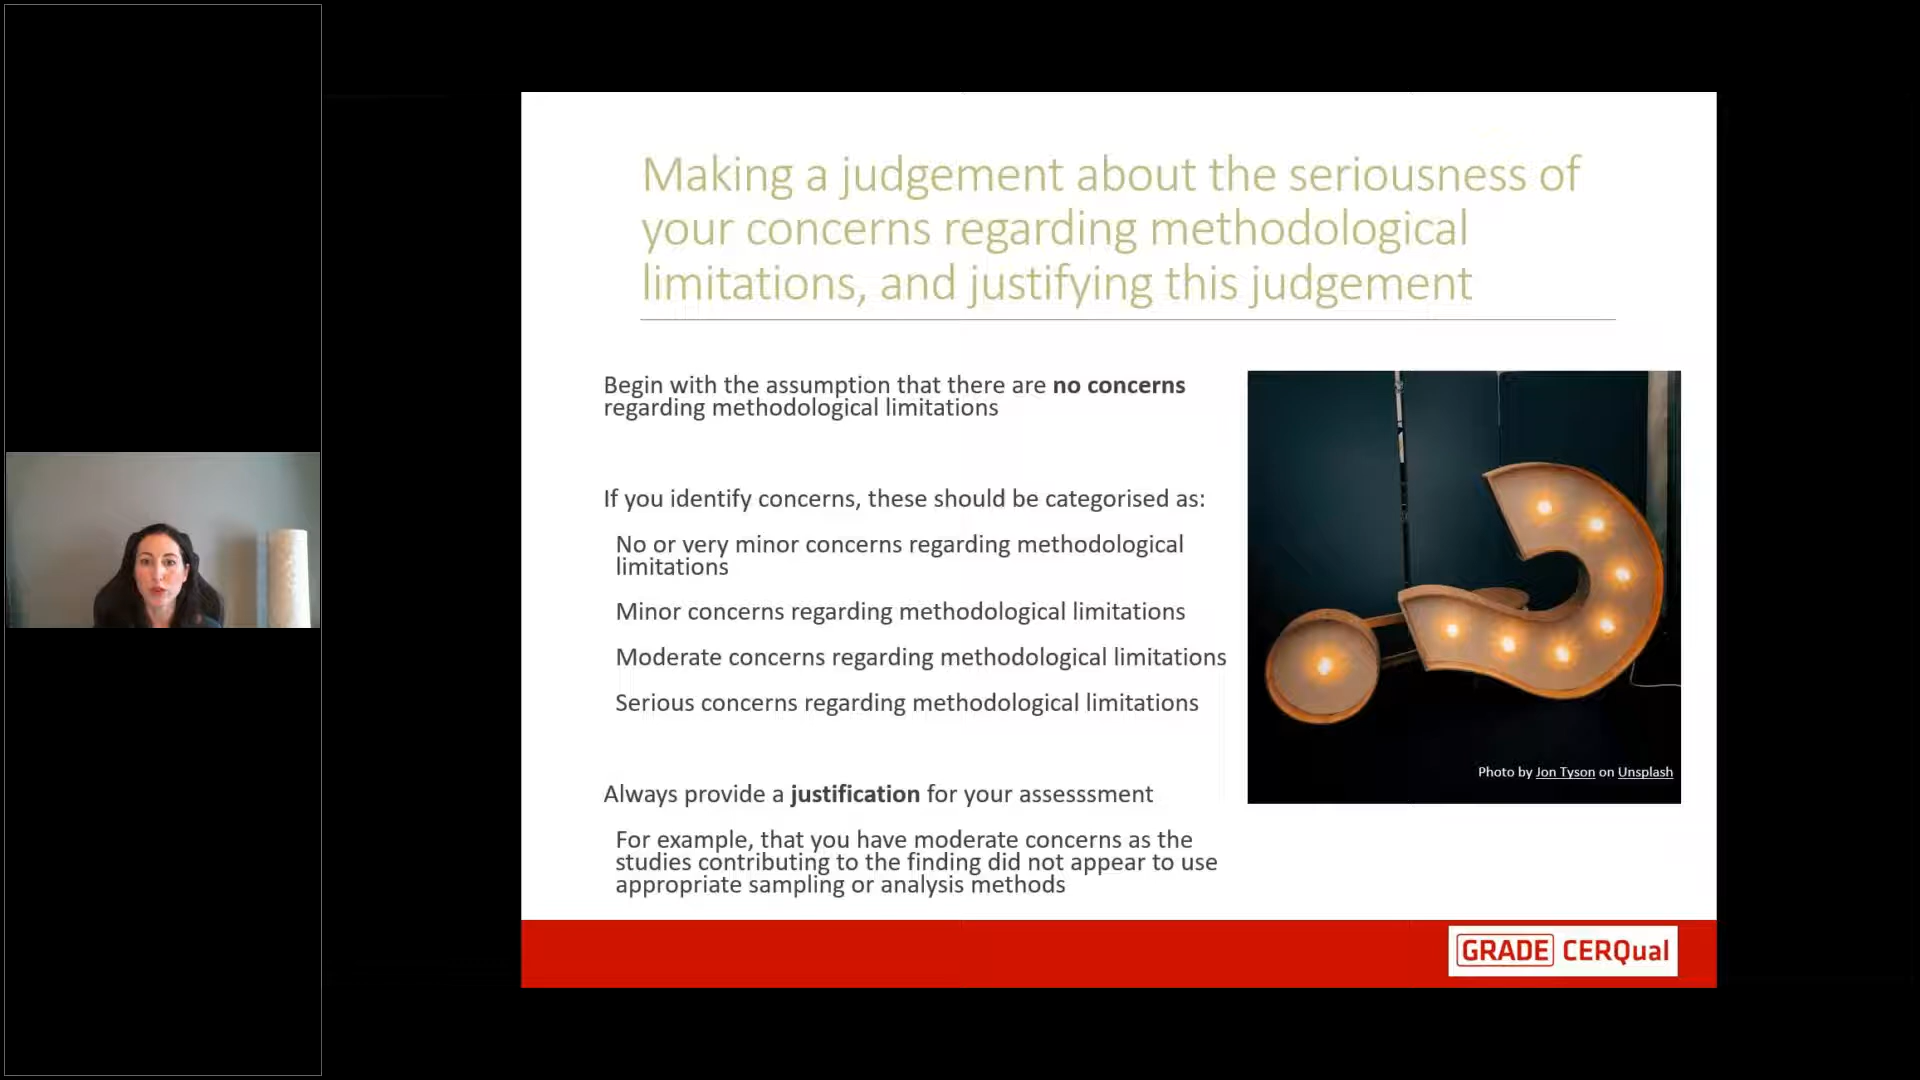 Making a judgement about the seriousness of
your concerns regarding methodological
limitations, and justifying this judgement
Begin with the assumption that there are no concerns
regarding methodological limitations
If you identify concerns, these should be categorised as:
No or very minor concerns regarding methodological
limitations
Minor concerns regarding methodological limitations
Moderate concerns regarding methodological limitations
Serious concerns regarding methodological limitations
Always provide a justification for your assesssment
For example, that you have moderate concerns as the
studies contributing to the finding did not appear to use
appropriate sampling or analysis methods
Photo by Jon Tyson on Unsplash
GRADE CERQual